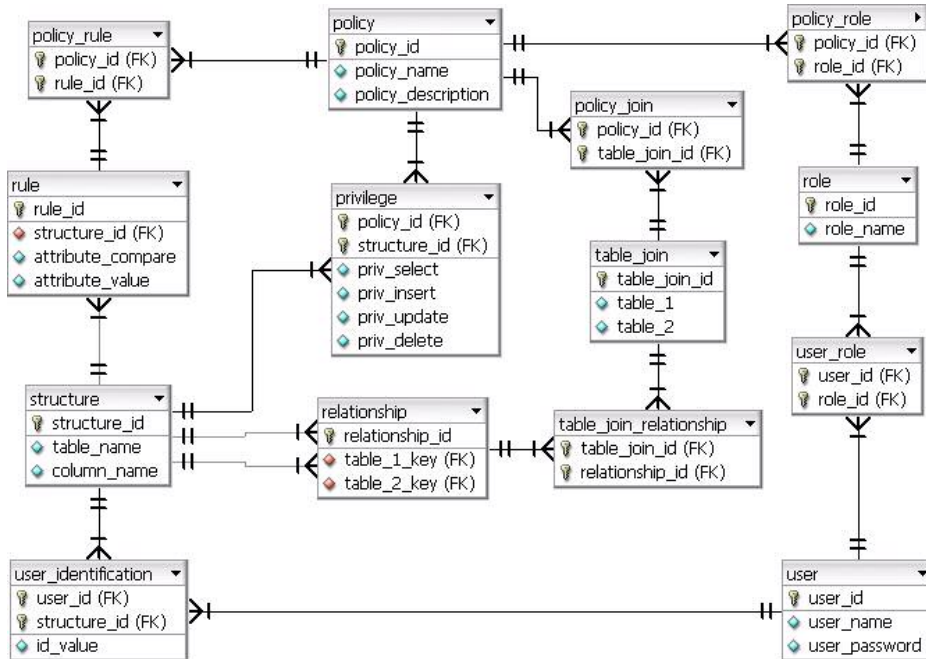 policy_rule
policy_id (FK)
rule_id (FK)
policy
policy_id
policy_name
policy_description
policy_role
policy_id (FK)
role_id (FK)
policy_join
policy_id (FK)
table_join_id (FK)
rule
rule_id
structure_id (FK)
attribute_compare
attribute_value
privilege
policy_id (FK)
structure_id (FK)
priv_select
priv_insert
priv_update
priv_delete
role
role_id
role_name
table_join
table_join_id
table_1
table_2
user_role
user_id (FK)
role_id (FK)
structure
structure_id
table_name
column_name
relationship
relationship_id
table_1_key (FK)
table_2_key (FK)
table_join_relationship
table_join_id (FK)
relationship_id (FK)
user_identification
user_id (FK)
structure_id (FK)
id_value
user
user_id
user_name
user_password